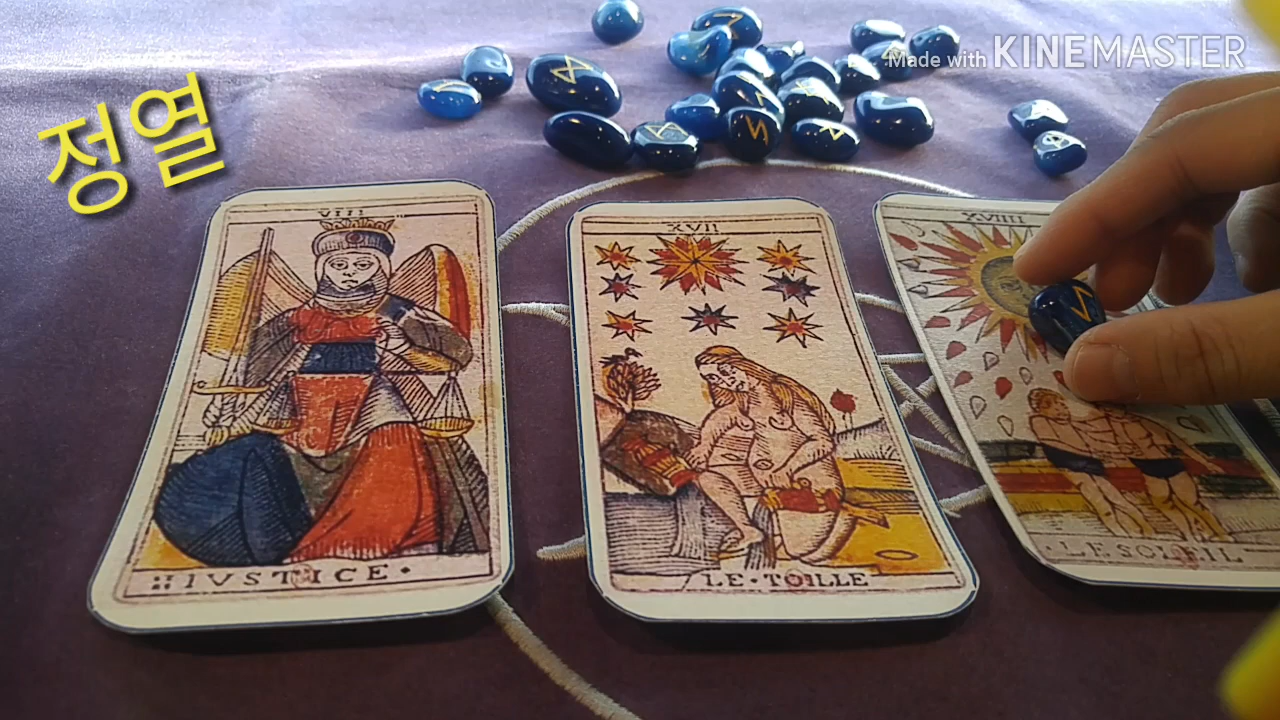 정열
Made with KINEMASTER
VIII
IVSTICE
XVII
LE•TOILLE
XVIIII
•LE SOLEIL